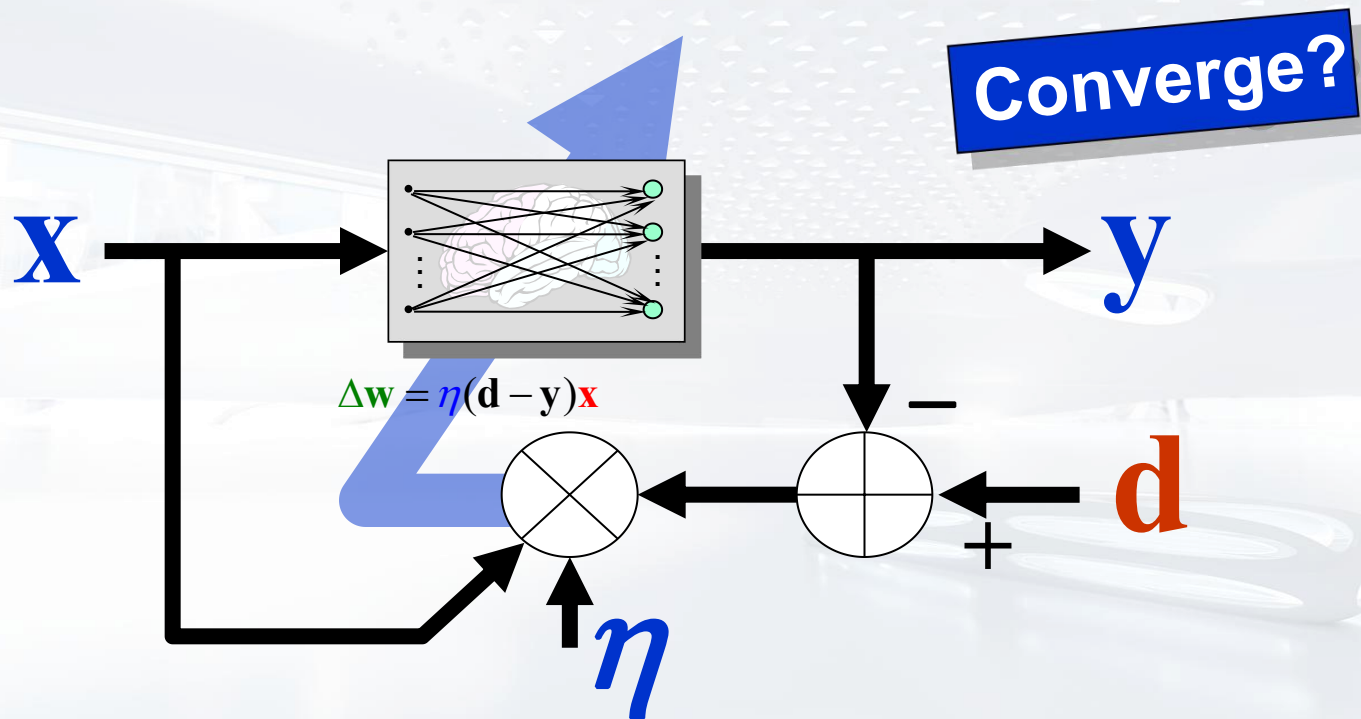 Converge?
x
y
Δw = η(d − y)x
−
d
+
η